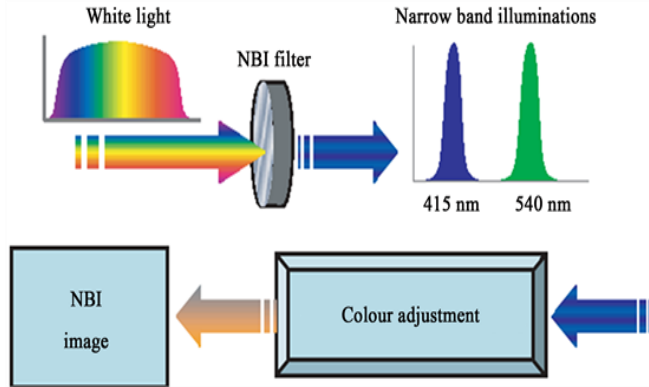 White light
NBI filter
Narrow band illuminations
415 nm
540 nm
NBI
image
Colour adjustment